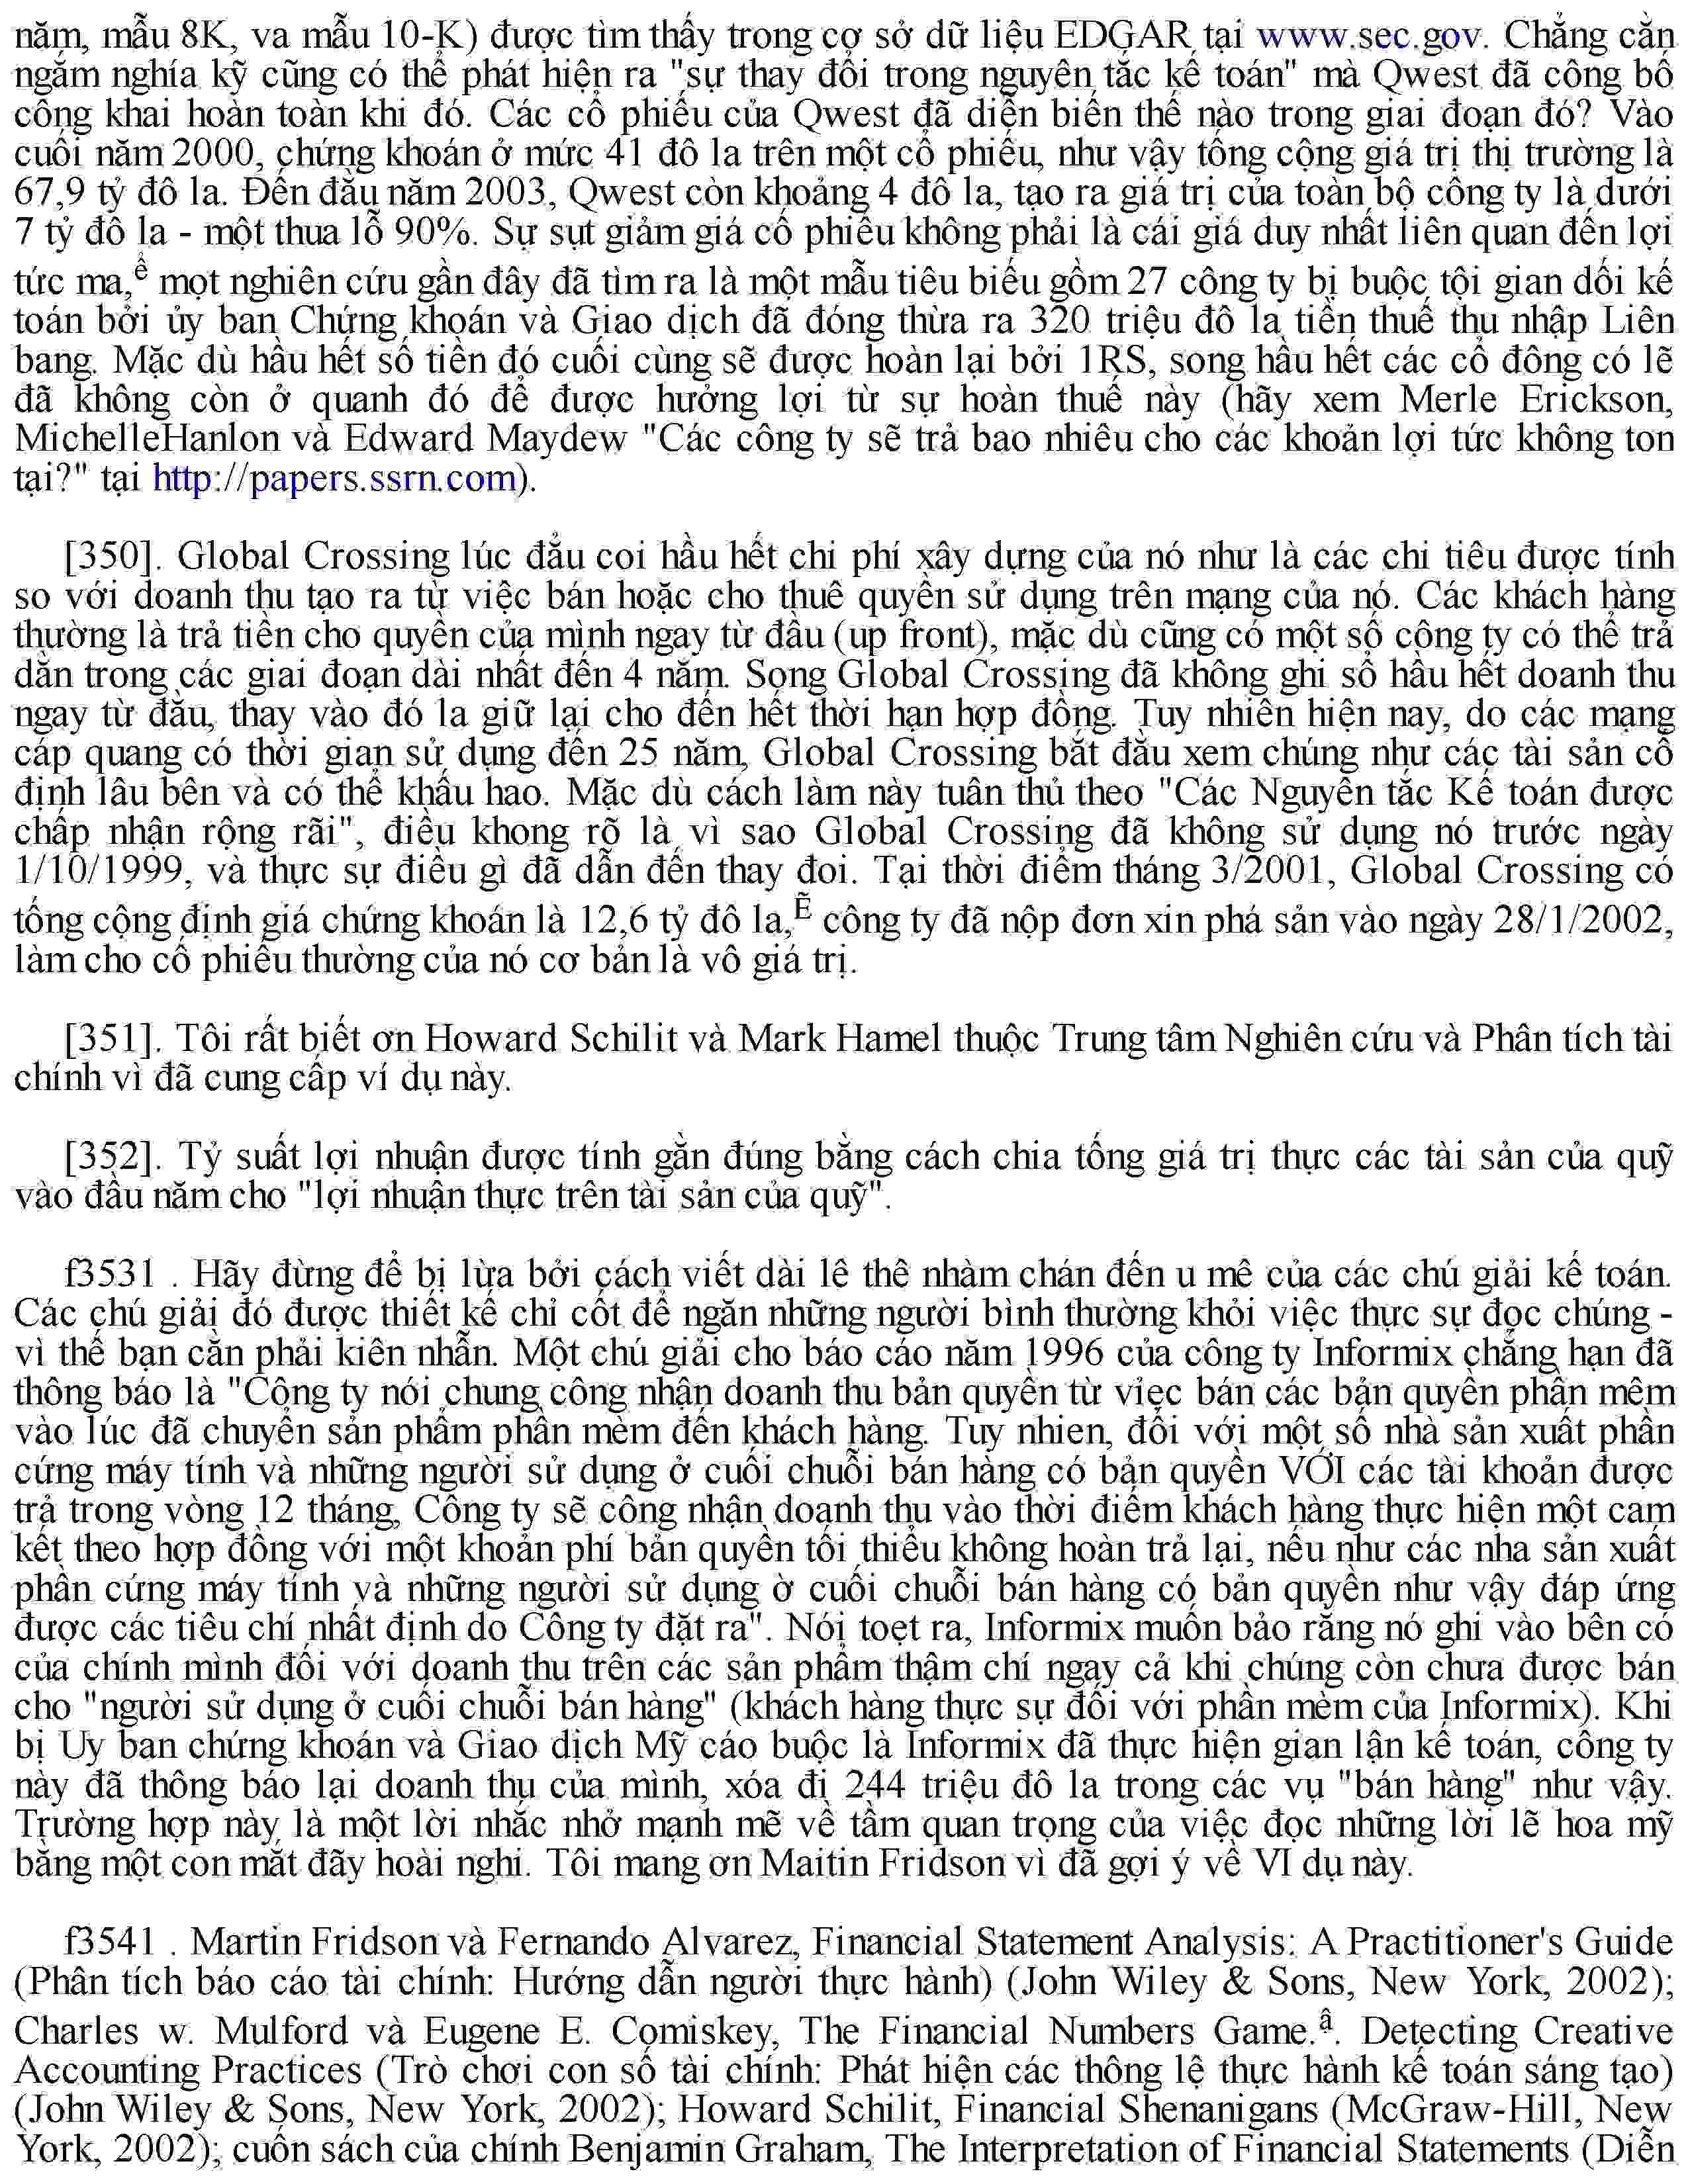 năm, mẫu 8K, va mẫu 10-K) được tìm thấy trong cơ sở dữ liệu EDGAR tại www.sec.gov. Chẳng cần
ngắm nghía kỹ cũng có thể phát hiện ra "sự thay đổi trong nguyên tắc kế toán" mà Qwest đã công bố
công khai hoàn toàn khi đó. Các cổ phiếu của Qwest đã diễn biến thế nào trong giai đoạn đó? Vào
cuối năm 2000, chứng khoán ở mức 41 đô la trên một cổ phiếu, như vậy tổng cộng giá trị thị trường là
67,9 tỷ đô la. Đến đầu năm 2003, Qwest còn khoảng 4 đô la, tạo ra giá trị của toàn bộ công ty là dưới
7 tỷ đô la - một thua lỗ 90%. Sự sụt giảm giá cổ phiếu không phải là cái giá duy nhất liên quan đến lợi
tức ma,ề mọt nghiên cứu gần đây đã tìm ra là một mẫu tiêu biểu gồm 27 công ty bị buộc tội gian dối kế
toán bởi ủy ban Chứng khoán và Giao dịch đã đóng thừa ra 320 triệu đô la tiền thuế thu nhập Liên
bang. Mặc dù hầu hết số tiền đó cuối cùng sẽ được hoàn lại bởi 1RS, song hầu hết các cổ đông có lẽ
đã không còn ở quanh đó để được hưởng lợi từ sự hoàn thuế này (hãy xem Merle Erickson,
MichelleHanlon và Edward Maydew "Các công ty sẽ trả bao nhiêu cho các khoản lợi tức không ton
tại?" tại http://papers.ssrn.com).
[350]. Global Crossing lúc đầu coi hầu hết chi phí xây dựng của nó như là các chi tiêu được tính
so với doanh thu tạo ra từ việc bán hoặc cho thuê quyền sử dụng trên mạng của nó. Các khách hàng
thường là trả tiền cho quyền của mình ngay từ đầu (up front), mặc dù cũng có một số công ty có thể trả
dần trong các giai đoạn dài nhất đến 4 năm. Song Global Crossing đã không ghi sổ hầu hết doanh thu
ngay từ đầu, thay vào đó la giữ lại cho đến hết thời hạn hợp đồng. Tuy nhiên hiện nay, do các mạng
cáp quang có thời gian sử dụng đến 25 năm, Global Crossing bắt đầu xem chúng như các tài sản cố
định lâu bên và có thể khấu hao. Mặc dù cách làm này tuân thủ theo "Các Nguyên tắc Kế toán được
chấp nhận rộng rãi", điều khong rõ là vì sao Global Crossing đã không sử dụng nó trước ngày
1/10/1999, và thực sự điều gì đã dẫn đến thay đoi. Tại thời điểm tháng 3/2001, Global Crossing có
tổng cộng định giá chứng khoán là 12,6 tỷ đô la,Ẽ công ty đã nộp đơn xin phá sản vào ngày 28/1/2002,
làm cho cổ phiếu thường của nó cơ bản là vô giá trị.
[351]. Tôi rất biết ơn Howard Schilit và Mark Hamel thuộc Trung tâm Nghiên cứu và Phân tích tài
chính vì đã cung cấp ví dụ này.
[352]. Tỷ suất lợi nhuận được tính gần đúng bằng cách chia tổng giá trị thực các tài sản của quỹ
vào đầu năm cho "lợi nhuận thực trên tài sản của quỹ".
f3531 . Hãy đừng để bị lừa bởi cách viết dài lê thê nhàm chán đến u mê của các chú giải kế toán.
Các chú giải đó được thiết kế chỉ cốt để ngăn những người bình thường khỏi việc thực sự đọc chúng -
vì thế bạn cần phải kiên nhẫn. Một chú giải cho báo cáo năm 1996 của công ty Informix chẳng hạn đã
thông báo là "Công ty nói chung công nhận doanh thu bản quyền từ viẹc bán các bản quyền phần mêm
vào lúc đã chuyển sản phẩm phần mèm đến khách hàng. Tuy nhien, đối với một số nhà sản xuất phần
cứng máy tính và những người sử dụng ở cuối chuỗi bán hàng có bản quyền VỚI các tài khoản được
trả trong vòng 12 tháng, Công ty sẽ công nhận doanh thu vào thời điểm khách hàng thực hiện một cam
kết theo hợp đồng với một khoản phí bản quyền tối thiểu không hoàn trả lại, nếu như các nha sản xuất
phần cứng máy tính và những người sử dụng ờ cuối chuỗi bán hàng có bản quyền như vậy đáp ứng
được các tiêu chí nhất định do Công ty đặt ra". Nói toẹt ra, Informix muốn bảo rằng nó ghi vào bên có
của chính mình đối với doanh thu trên các sản phẩm thậm chí ngay cả khi chúng còn chưa được bán
cho "người sử dụng ở cuối chuỗi bán hàng" (khách hàng thực sự đối với phần mèm của Informix). Khi
bị Uy ban chứng khoán và Giao dịch Mỹ cáo buộc là Informix đã thực hiện gian lận kế toán, công ty
này đã thông báo lại doanh thu của mình, xóa đi 244 triệu đô la trong các vụ "bán hàng" như vậy.
Trường hợp này là một lời nhắc nhở mạnh mẽ về tầm quan trọng của việc đọc những lời lẽ hoa mỹ
bằng một con mắt đãy hoài nghi. Tôi mang ơn Maitin Fridson vì đã gợi ý về VI dụ này.
f3541 . Martin Fridson và Fernando Alvarez, Financial Statement Analysis: A Practitioner's Guide
(Phân tích báo cáo tài chính: Hướng dẫn người thực hành) (John Wiley & Sons, New York, 2002);
Charles w. Mulford và Eugene E. Comiskey, The Financial Numbers Game.ậ. Detecting Creative
Accounting Practices (Trò chơi con số tài chính: Phát hiện các thông lệ thực hành kế toán sáng tạo)
(John Wiley & Sons, New York, 2002); Howard Schilit, Financial Shenanigans (McGraw-Hill, New
York, 2002); cuốn sách của chính Benjamin Graham, The Interpretation of Financial Statements (Diễn